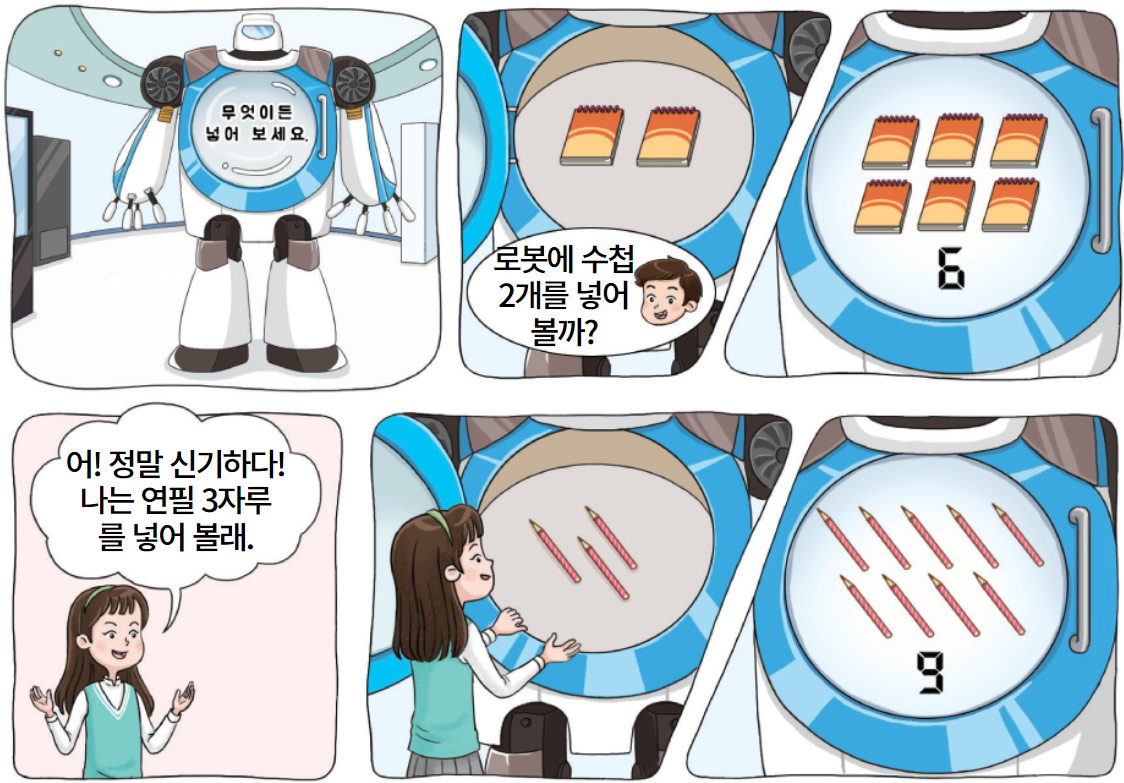 무엇이든
넣어 보세요.
로봇에 수첩
2개를 넣어
볼까?
6
어! 정말 신기하다!
나는 연필 3자루
를 넣어 볼래.
9